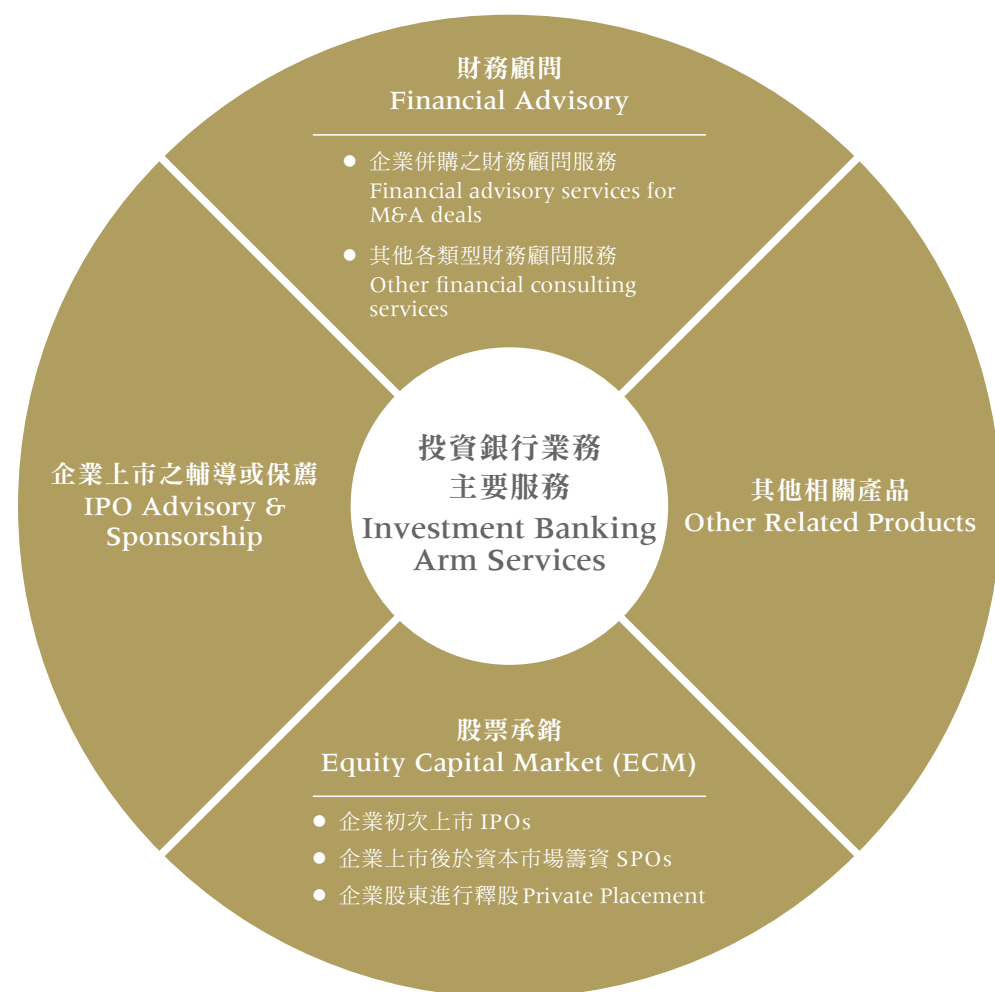 財務顧問
Financial Advisory
● 企業併購之財務顧問服務
Financial advisory services for
M&A deals
● 其他各類型財務顧問服務
Other financial consulting
services
企業上市之輔導或保薦
IPO Advisory &
Sponsorship
投資銀行業務
主要服務
Investment Banking
Arm Services
其他相關產品
Other Related Products
股票承銷
Equity Capital Market (ECM)
● 企業初次上市 IPOs
● 企業上市後於資本市場籌資 SPOs
● 企業股東進行釋股 Private Placement